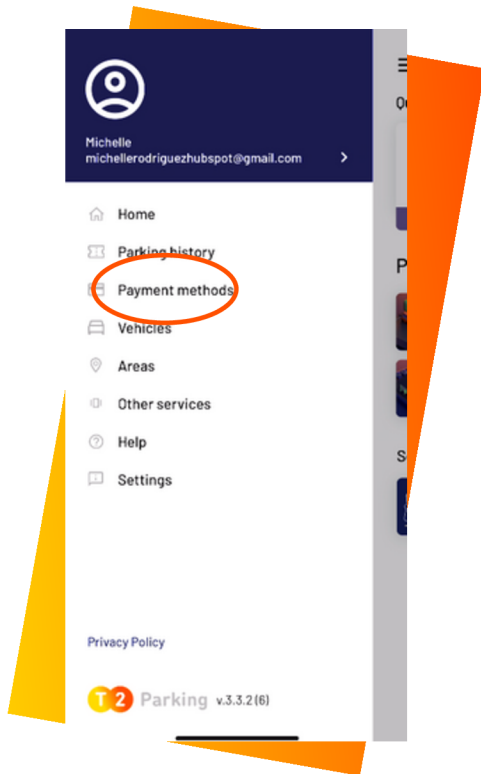 Michelle
michellerodriguezhubspot@gmail.com
Home
Parking history
Payment methods
Vehicles
Areas
Other services
Help
Settings
Privacy Policy
T2 Parking v.3.3.2(6)